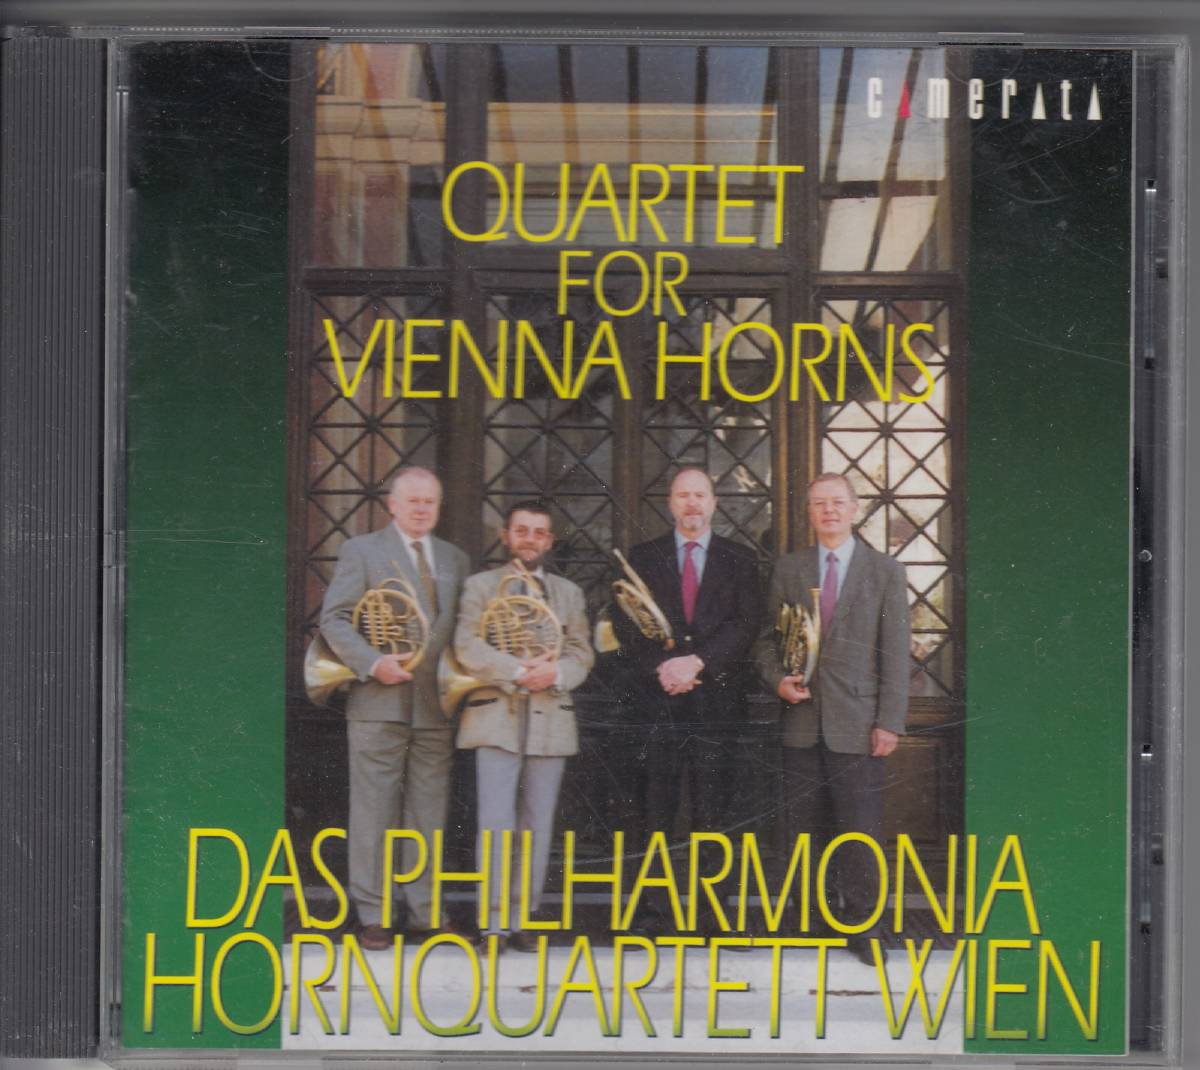 camerata
QUARTET
FOR
VIENNA HORNS
DAS PHILHARMONIA
HORNQUARTETT WIEN